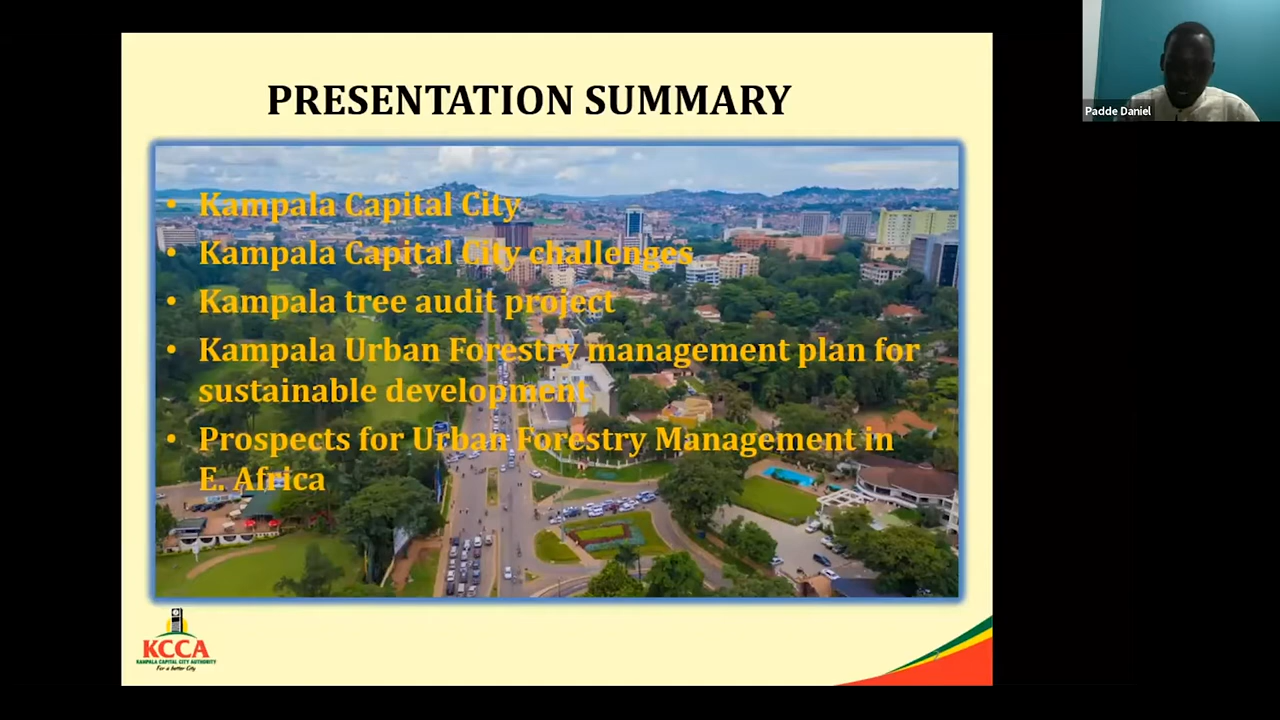 PRESENTATION SUMMARY
Padde Daniel
• Kampala Capital City
• Kampala Capital City challenges
• Kampala tree audit project
• Kampala Urban Forestry management plan for
sustainable development
• Prospects for Urban Forestry Management in
E. Africa
KCCA
KAMPALA CAPITAL CITY AUTHORITY
For a better City